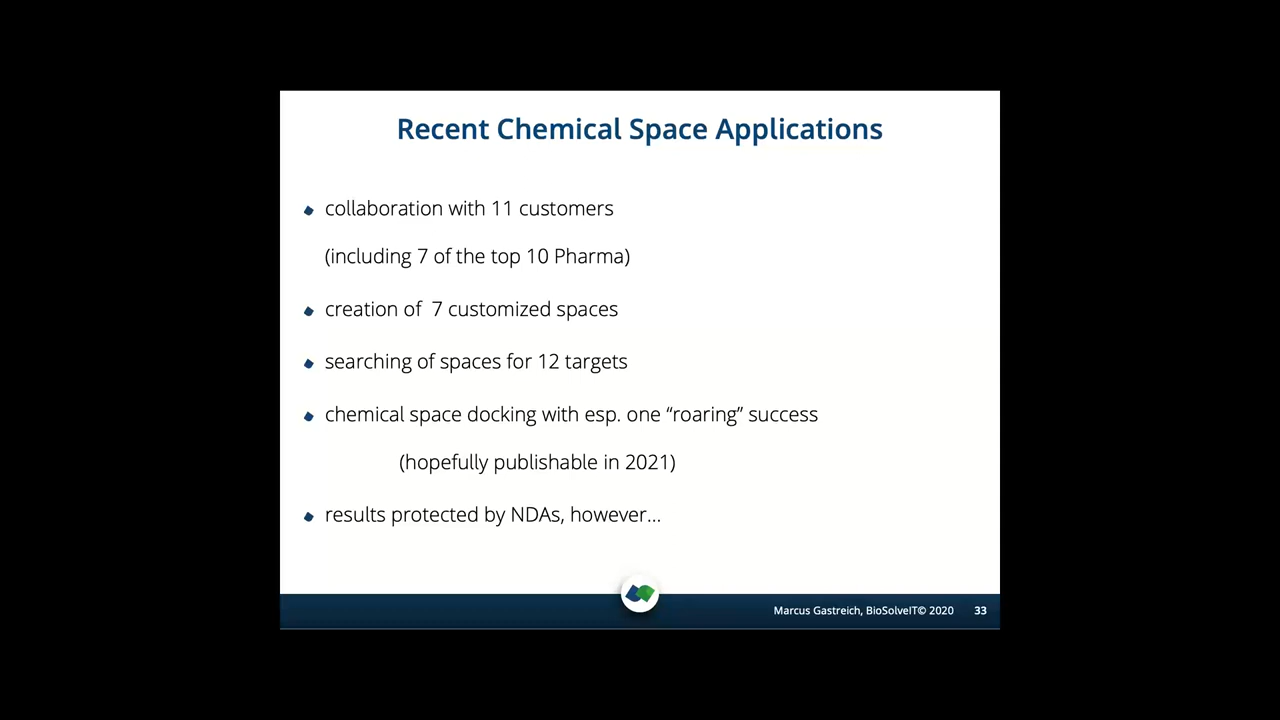 Recent Chemical Space Applications
collaboration with 11 customers
(including 7 of the top 10 Pharma)
creation of  7 customized spaces
searching of spaces for 12 targets
chemical space docking with esp. one “roaring” success
(hopefully publishable in 2021)
results protected by NDAs, however...
Marcus Gastreich, BioSolveIT© 2020 33